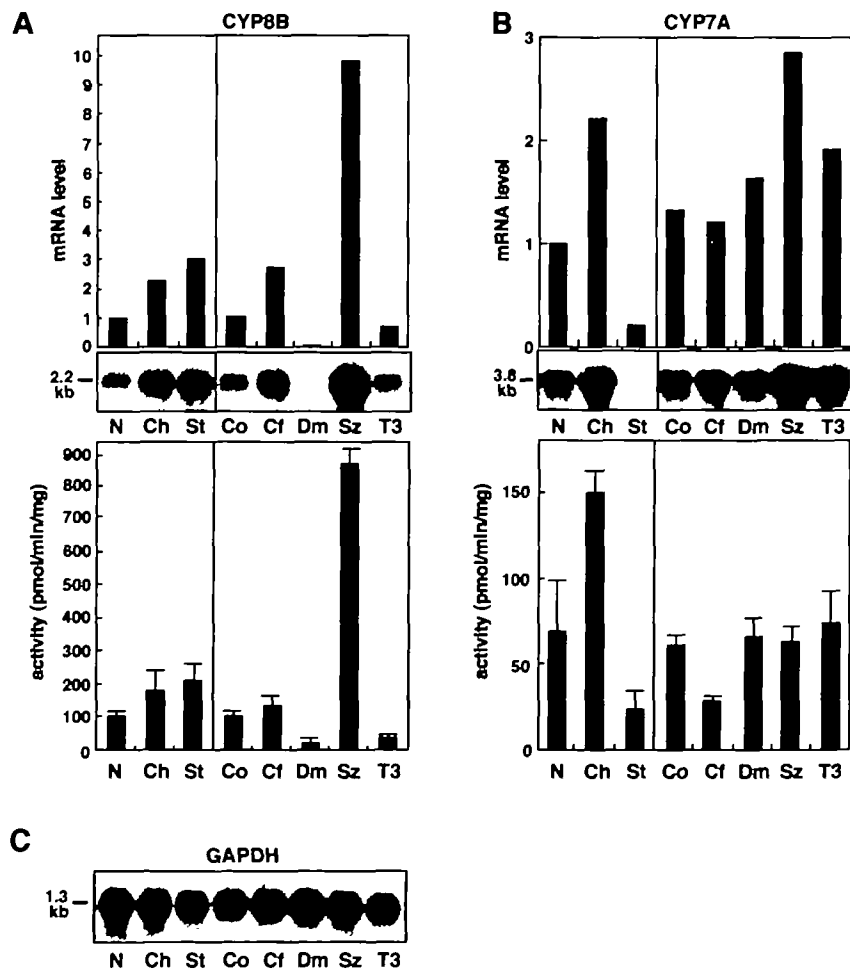 A
CYP8B
mRNA level
10
9
8
7
6
5
4
3
2
1
0
2.2
kb
N Ch St Co Cf Dm Sz T3
activity (pmol/min/mg)
900
800
700
600
500
400
300
200
100
0
N Ch St Co Cf Dm Sz T3
B
CYP7A
mRNA level
3
2
1
0
3.8
kb
N Ch St Co Cf Dm Sz T3
activity (pmol/min/mg)
150
100
50
0
N Ch St Co Cf Dm Sz T3
C
GAPDH
1.3
kb
N Ch St Co Cf Dm Sz T3